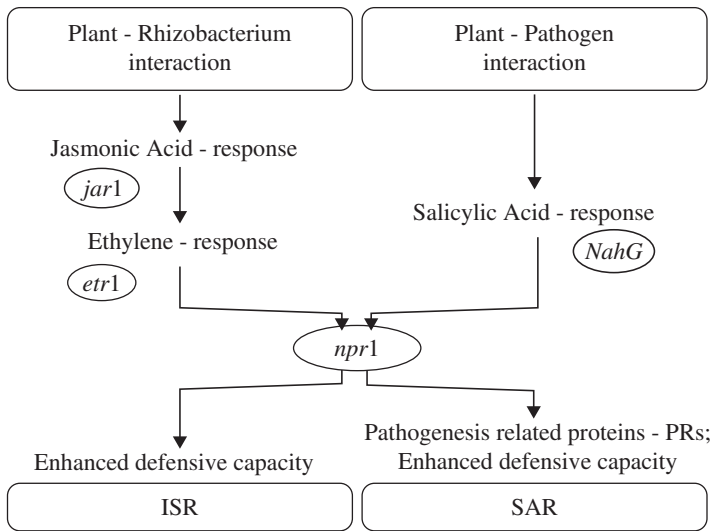 Plant - Rhizobacterium
interaction
Plant - Pathogen
interaction
Jasmonic Acid - response
jar1
Salicylic Acid - response
NahG
Ethylene - response
etr1
npr1
Enhanced defensive capacity
Pathogenesis related proteins - PRs;
Enhanced defensive capacity
ISR
SAR